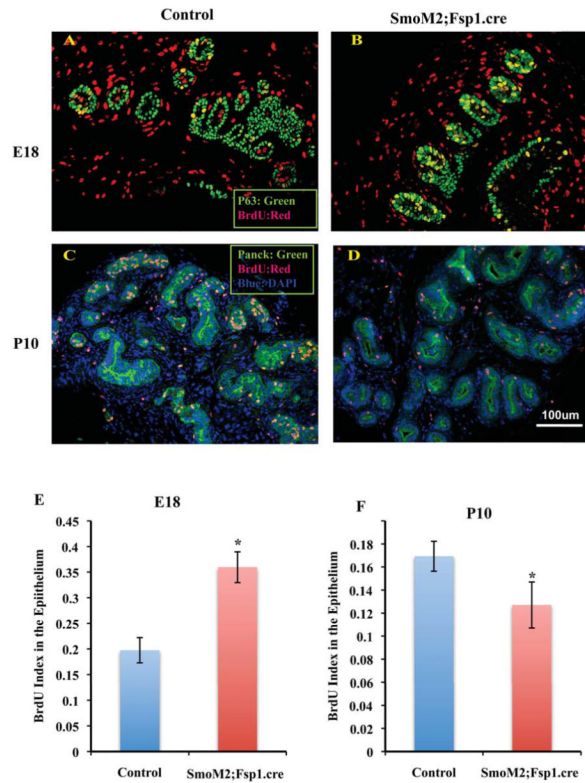 Control
SmoM2;Fsp1.cre
A
B
E18
P63: Green
BrdU:Red
C
Panck: Green
BrdU:Red
Blue: DAPI
D
P10
100um
E
E18
BrdU Index in the Epiithelium
0.45
0.4
0.35
0.3
0.25
0.2
0.15
0.1
0.05
0
*
Control
SmoM2;Fsp1.cre
F
P10
BrdU Index in the Epithelium
0.18
0.16
0.14
0.12
0.1
0.08
0.06
0.04
0.02
0
*
Control
SmoM2;Fsp1.cre